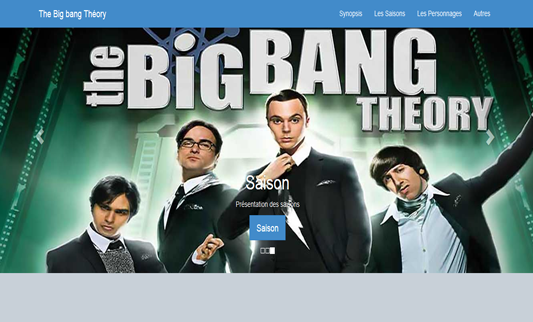 The Big bang Théory
Synopsis Les Saisons Les Personnages Autres
the BIG BANG
THEORY
Saison
Présentation des saisons
Saison